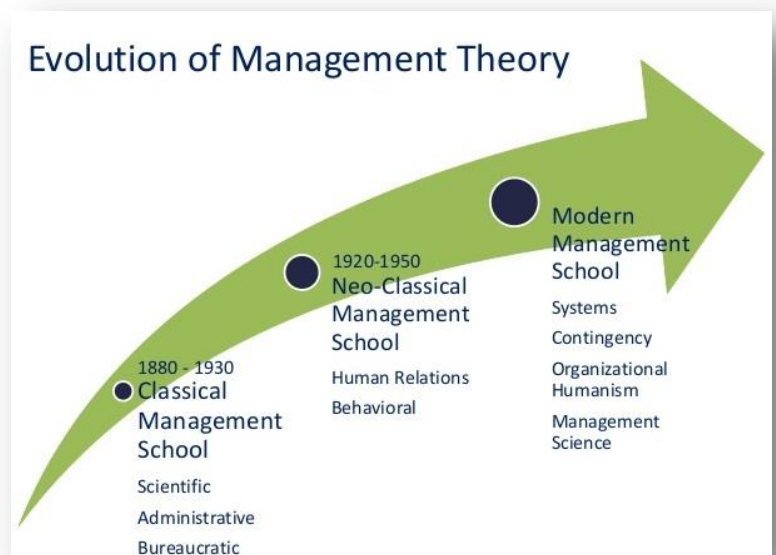 Evolution of Management Theory
1880 - 1930
Classical
Management
School
Scientific
Administrative
Bureaucratic
1920-1950
Neo-Classical
Management
School
Human Relations
Behavioral
Modern
Management
School
Systems
Contingency
Organizational
Humanism
Management
Science